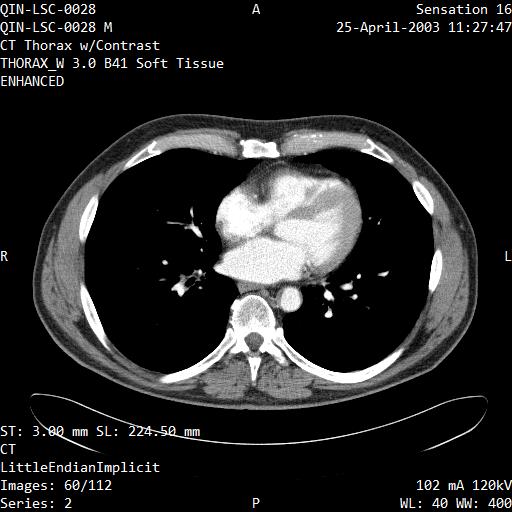 QIN-LSC-0028
A
Sensation 16
QIN-LSC-0028 M
25-April-2003 11:27:47
CT Thorax w/Contrast
THORAX_W 3.0 B41 Soft Tissue
ENHANCED
R
L
ST: 3.00 mm SL: 224.50 mm
CT
LittleEndianImplicit
Images: 60/112
102 mA 120kV
Series: 2
P
WL: 40 WW: 400